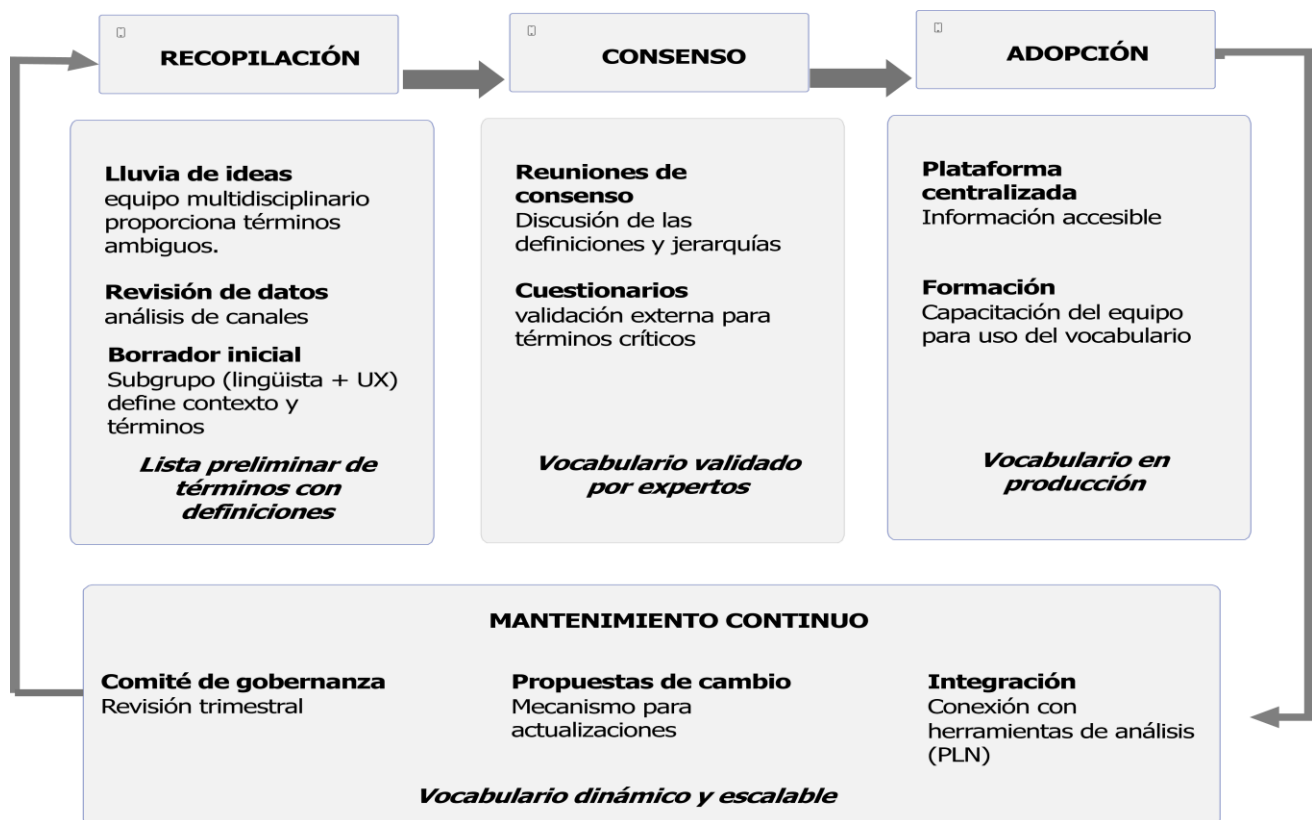 RECOPILACIÓN
CONSENSO
ADOPCIÓN
Lluvia de ideas
equipo multidisciplinario
proporciona términos
ambiguos.
Revisión de datos
análisis de canales
Borrador inicial
Subgrupo (lingüista + UX)
define contexto y
términos
Lista preliminar de
términos con
definiciones
Reuniones de
consenso
Discusión de las
definiciones y jerarquías
Cuestionarios
validación externa para
términos críticos
Vocabulario validado
por expertos
Plataforma
centralizada
Información accesible
Formación
Capacitación del equipo
para uso del vocabulario
Vocabulario en
producción
MANTENIMIENTO CONTINUO
Comité de gobernanza
Revisión trimestral
Propuestas de cambio
Mecanismo para
actualizaciones
Integración
Conexión con
herramientas de análisis
(PLN)
Vocabulario dinámico y escalable